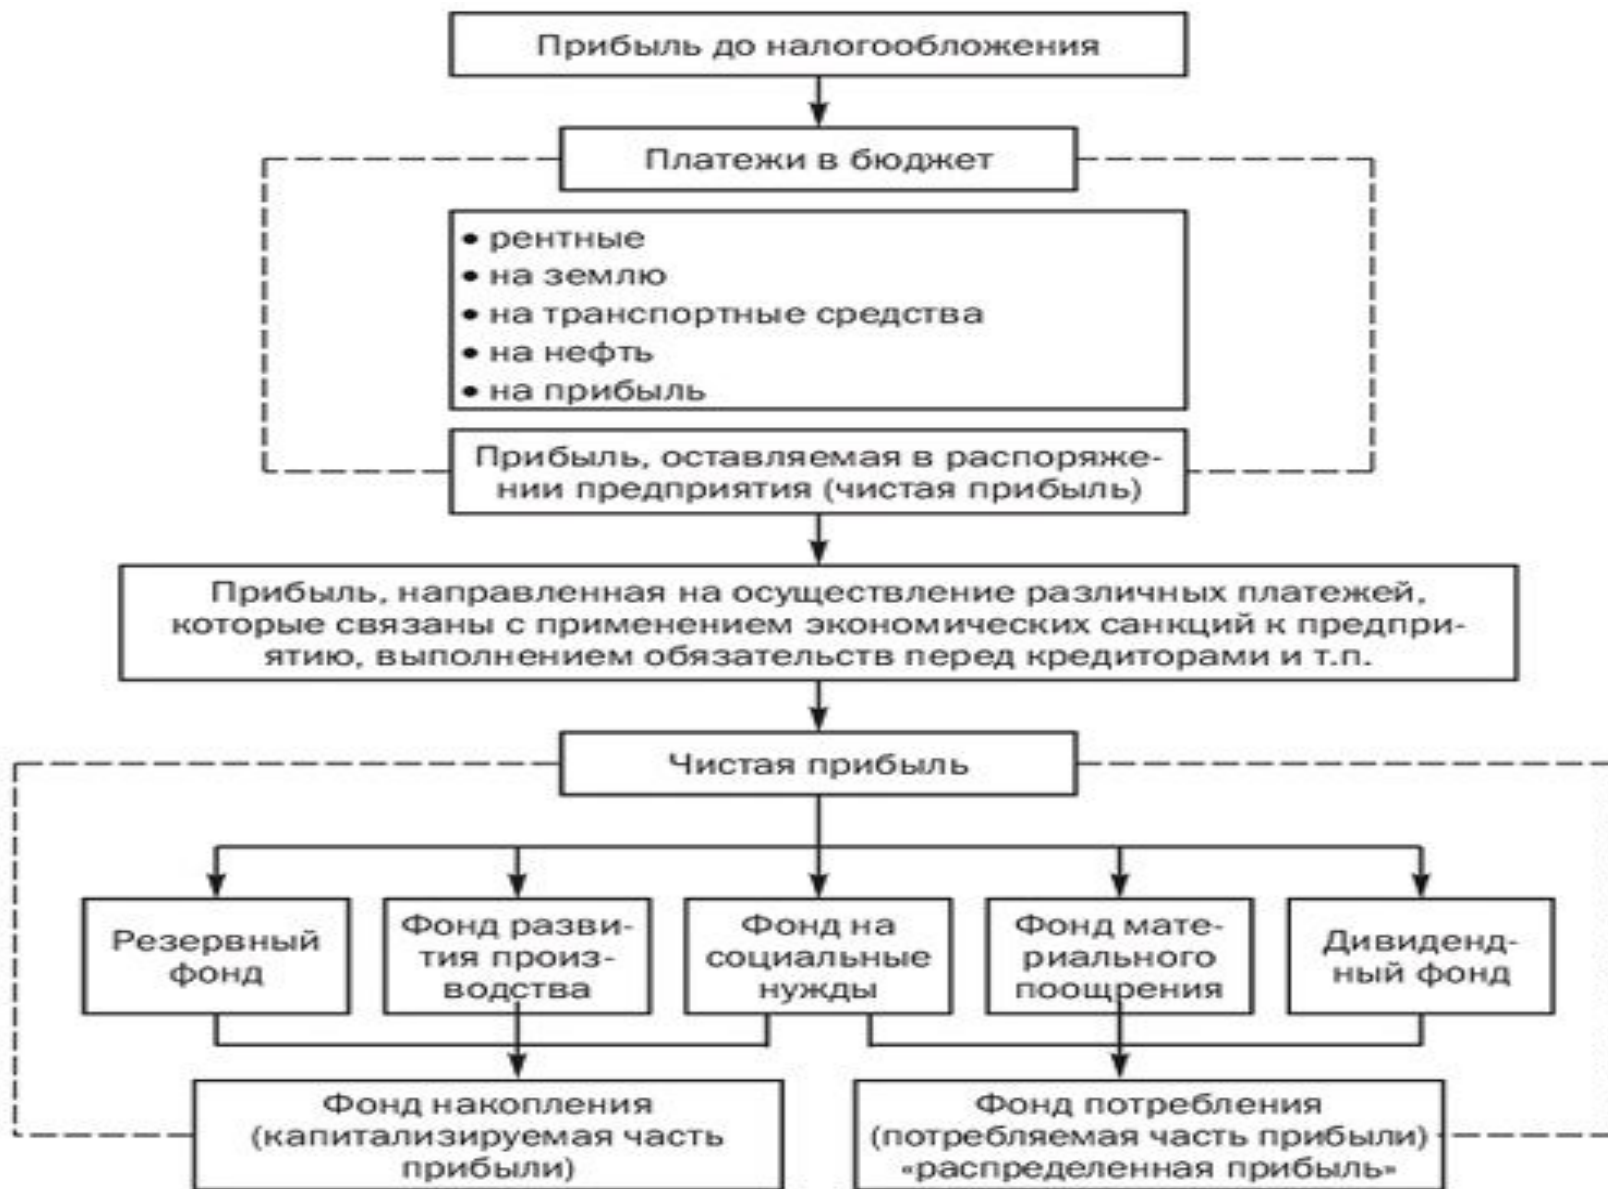 Прибыль до налогообложения
Платежи в бюджет
• рентные
• на землю
• на транспортные средства
• на нефть
• на прибыль
Прибыль, оставляемая в распоряже-
нии предприятия (чистая прибыль)
Прибыль, направленная на осуществление различных платежей,
которые связаны с применением экономических санкций к предпри-
ятию, выполнением обязательств перед кредиторами и т.п.
Чистая прибыль
Резервный
фонд
Фонд разви-
тия произ-
водства
Фонд на
социальные
нужды
Фонд мате-
риального
поощрения
Дивиденд-
ный фонд
Фонд накопления
(капитализируемая часть
прибыли)
Фонд потребления
(потребляемая часть прибыли)
«распределенная прибыль»